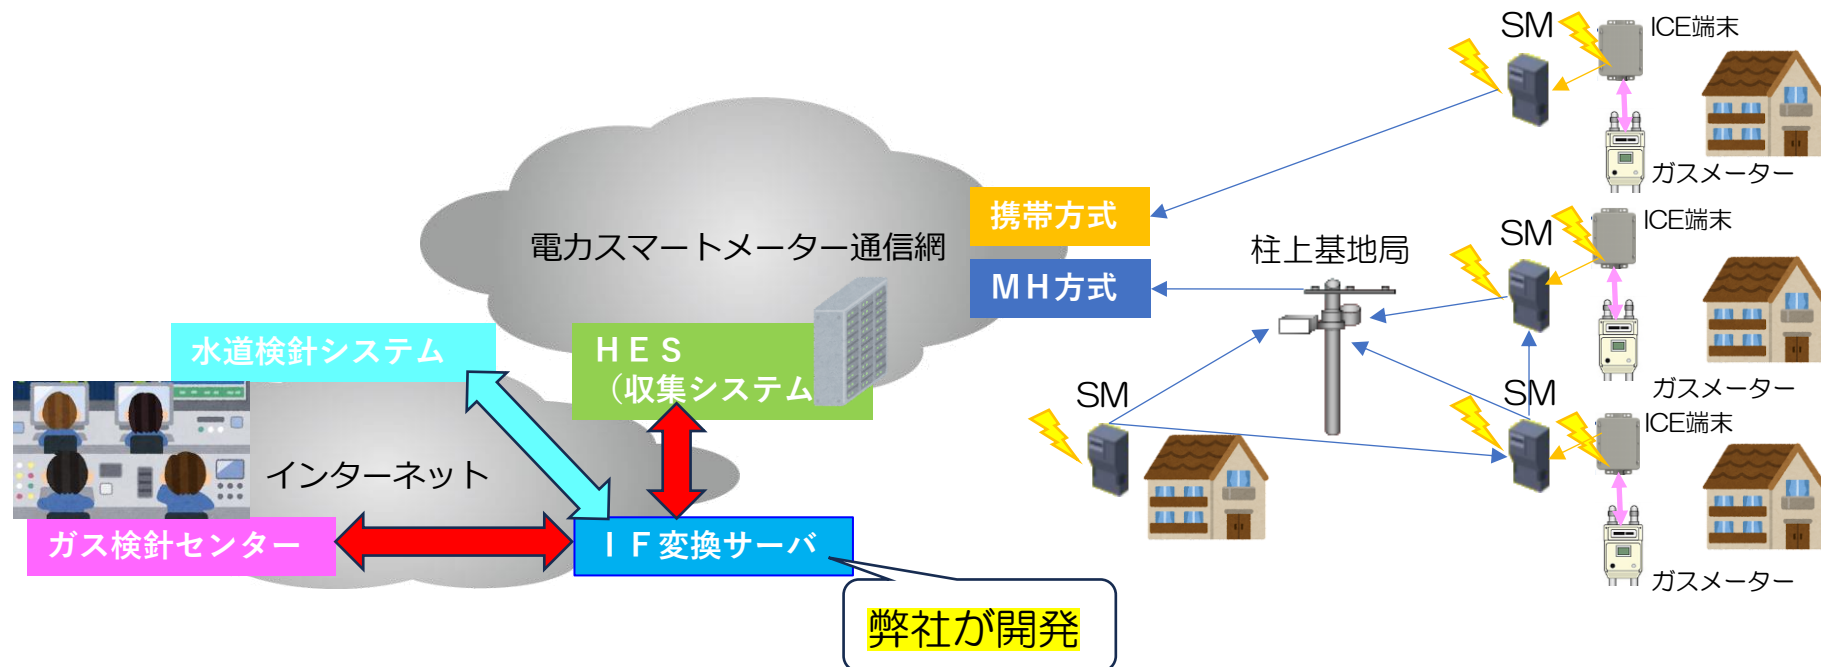 SM
ICE端末
ガスメーター
電力スマートメーター通信網
携帯方式
ＭＨ方式
柱上基地局
SM
ICE端末
ガスメーター
水道検針システム
ＨＥＳ
（収集システム
SM
SM
ICE端末
ガスメーター
インターネット
ガス検針センター
ＩＦ変換サーバ
弊社が開発